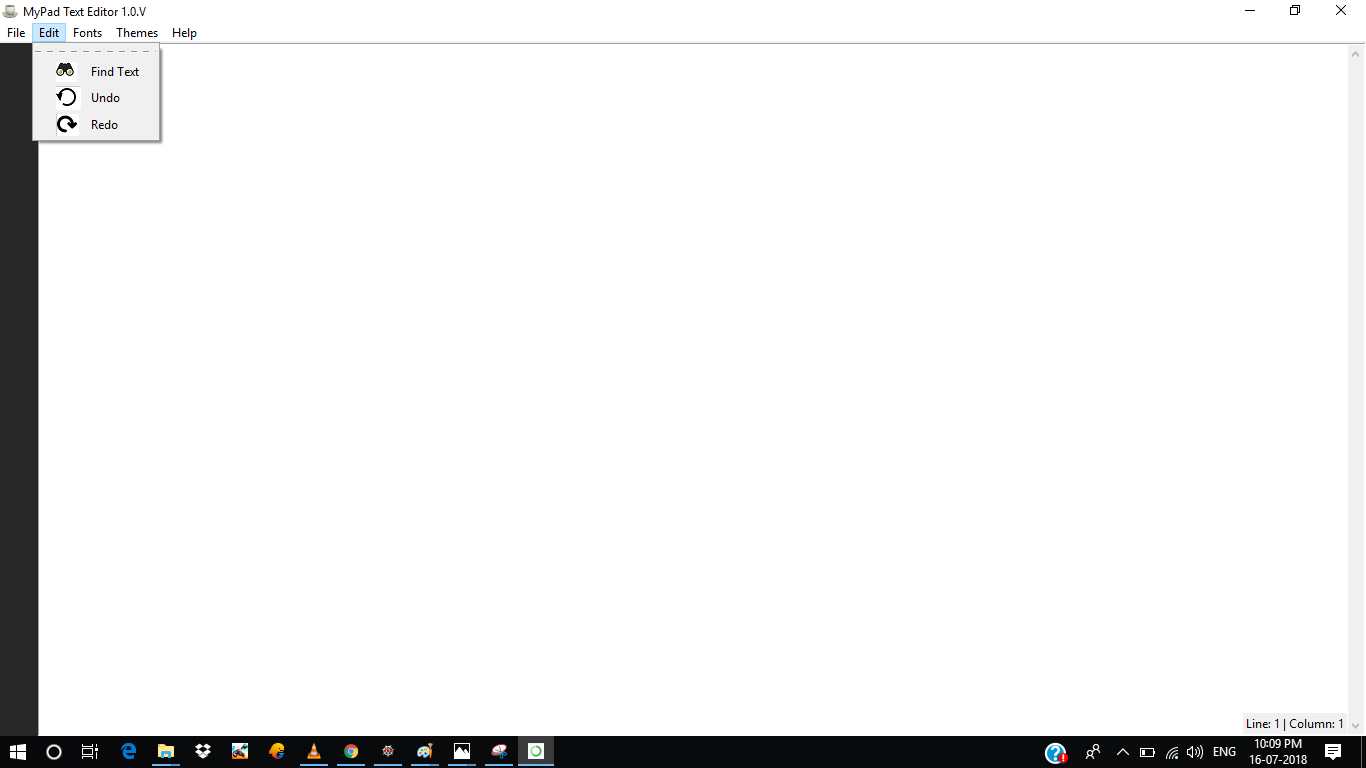 MyPad Text Editor 1.0.V
File Edit Fonts Themes Help
Find Text
Undo
Redo
Line: 1 | Column: 1
ENG
10:09 PM
16-07-2018